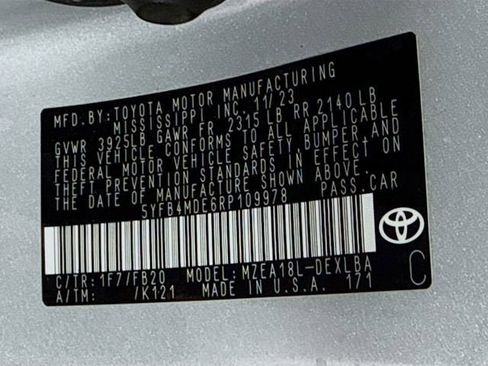 MFD.BY:TOYOTA MOTOR MANUFACTURING
MISSISSIPPI INC. 11/23
GVWR 3925LB GAWR FR 2315 LB RR 2140 LB
THIS VEHICLE CONFORMS TO ALL APPLICABLE
FEDERAL MOTOR VEHICLE SAFETY, BUMPER, AND
THEFT PREVENTION STANDARDS IN EFFECT ON
THE DATE OF MANUFACTURE SHOWN ABOVE.
5YFB4MDE6RP109978 PASS.CAR
C/TR:1F7/FB20 MODEL:MZEA18L-DEXLBA
A/TM: /K121 MADE IN U.S.A. 171
C